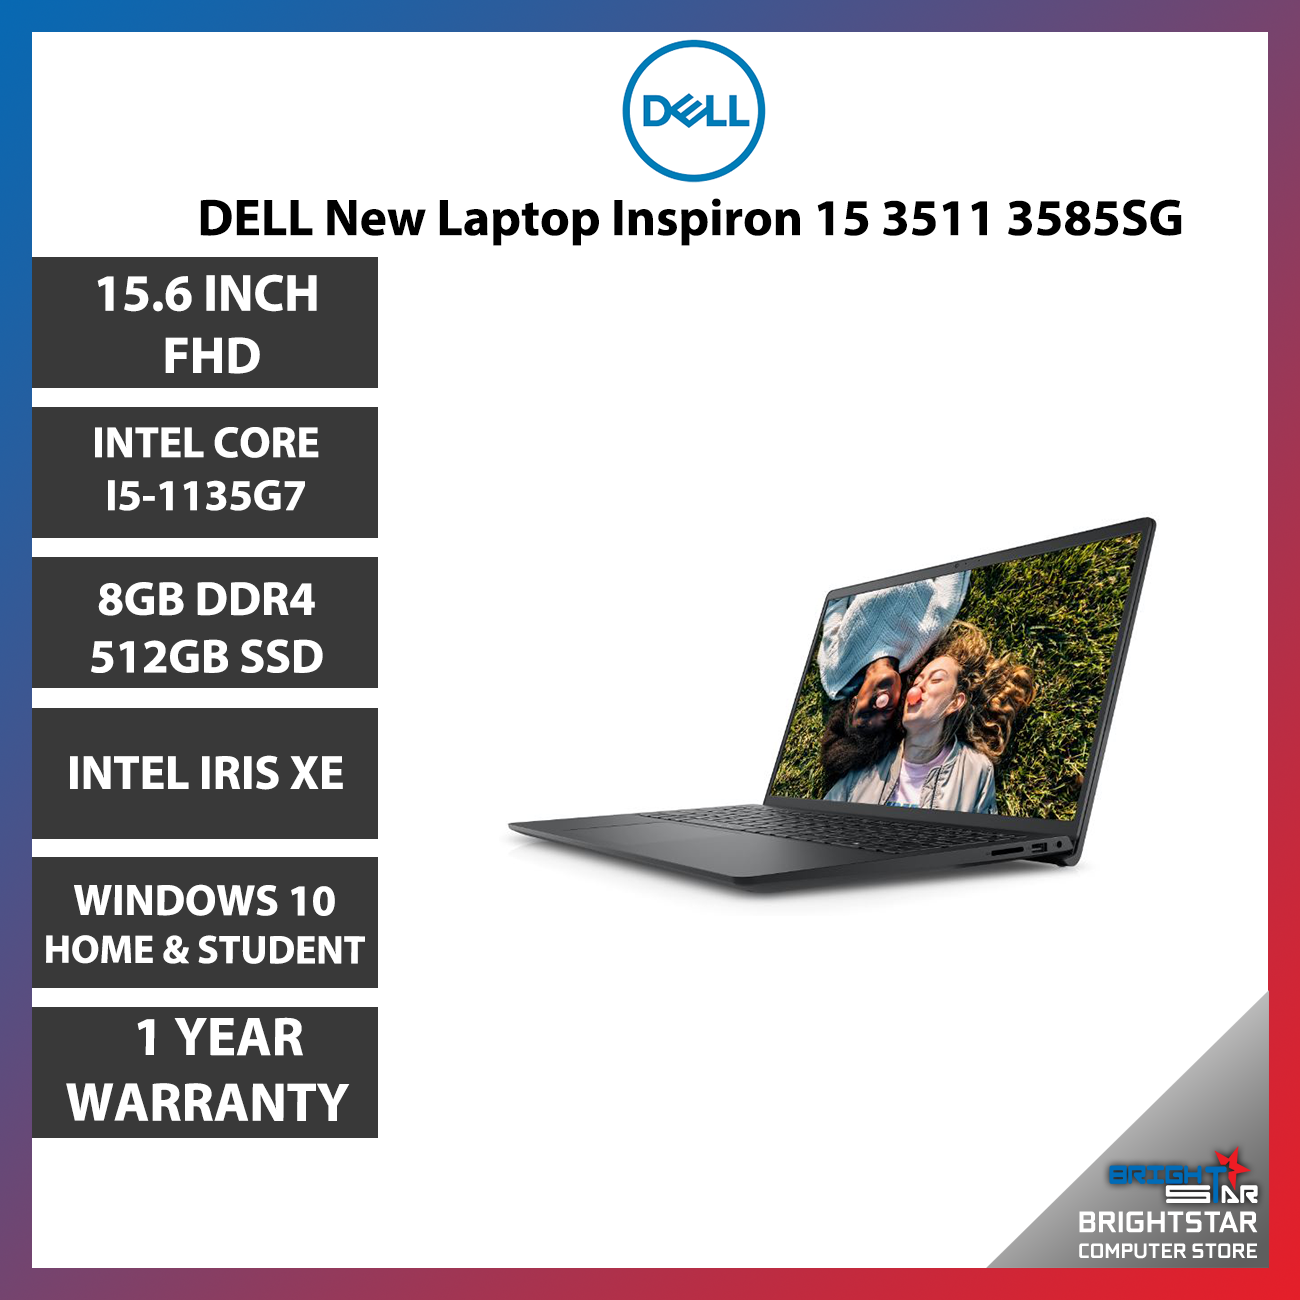 DELL
DELL New Laptop Inspiron 15 3511 3585SG
15.6 INCH
FHD
INTEL CORE
I5-1135G7
8GB DDR4
512GB SSD
INTEL IRIS XE
WINDOWS 10
HOME & STUDENT
1 YEAR
WARRANTY
BRIGHT
STAR
BRIGHTSTAR
COMPUTER STORE